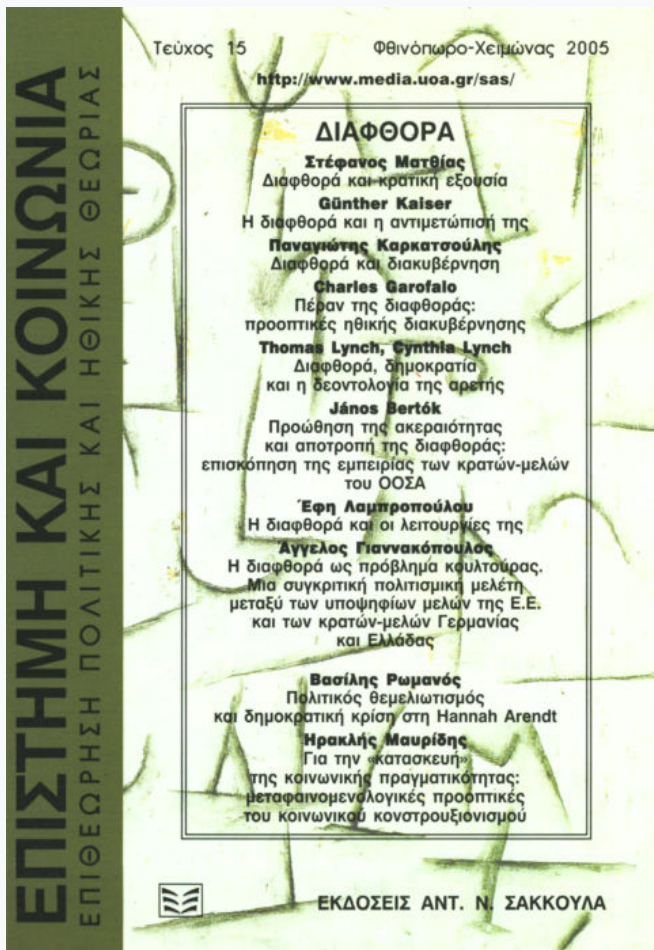 ΕΠΙΣΤΗΜΗ ΚΑΙ ΚΟΙΝΩΝΙΑ
ΕΠΙΘΕΩΡΗΣΗ ΠΟΛΙΤΙΚΗΣ ΚΑΙ ΗΘΙΚΗΣ ΘΕΩΡΙΑΣ
Τεύχος 15 Φθινόπωρο-Χειμώνας 2005
http://www.media.uoa.gr/sas/
ΔΙΑΦΘΟΡΑ
Στέφανος Ματθίας
Διαφθορά και κρατική εξουσία
Günther Kaiser
Η διαφθορά και η αντιμετώπισή της
Παναγιώτης Καρκατσούλης
Διαφθορά και διακυβέρνηση
Charles Garofalo
Πέραν της διαφθοράς:
προοπτικές ηθικής διακυβέρνησης
Thomas Lynch, Cynthia Lynch
Διαφθορά, δημοκρατία
και η δεοντολογία της αρετής
János Bertók
Προώθηση της ακεραιότητας
και αποτροπή της διαφθοράς:
επισκόπηση της εμπειρίας των κρατών-μελών
του ΟΟΣΑ
Έφη Λαμπροπούλου
Η διαφθορά και οι λειτουργίες της
Άγγελος Γιαννακόπουλος
Η διαφθορά ως πρόβλημα κουλτούρας.
Μια συγκριτική πολιτισμική μελέτη
μεταξύ των υποψηφίων μελών της Ε.Ε.
και των κρατών-μελών Γερμανίας
και Ελλάδας
Βασίλης Ρωμανός
Πολιτικός θεμελιωτισμός
και δημοκρατική κρίση στη Hannah Arendt
Ηρακλής Μαυρίδης
Για την «κατασκευή»
της κοινωνικής πραγματικότητας:
μεταφαινομενολογικές προοπτικές
του κοινωνικού κονστρουξιονισμού
ΕΚΔΟΣΕΙΣ ΑΝΤ. Ν. ΣΑΚΚΟΥΛΑ